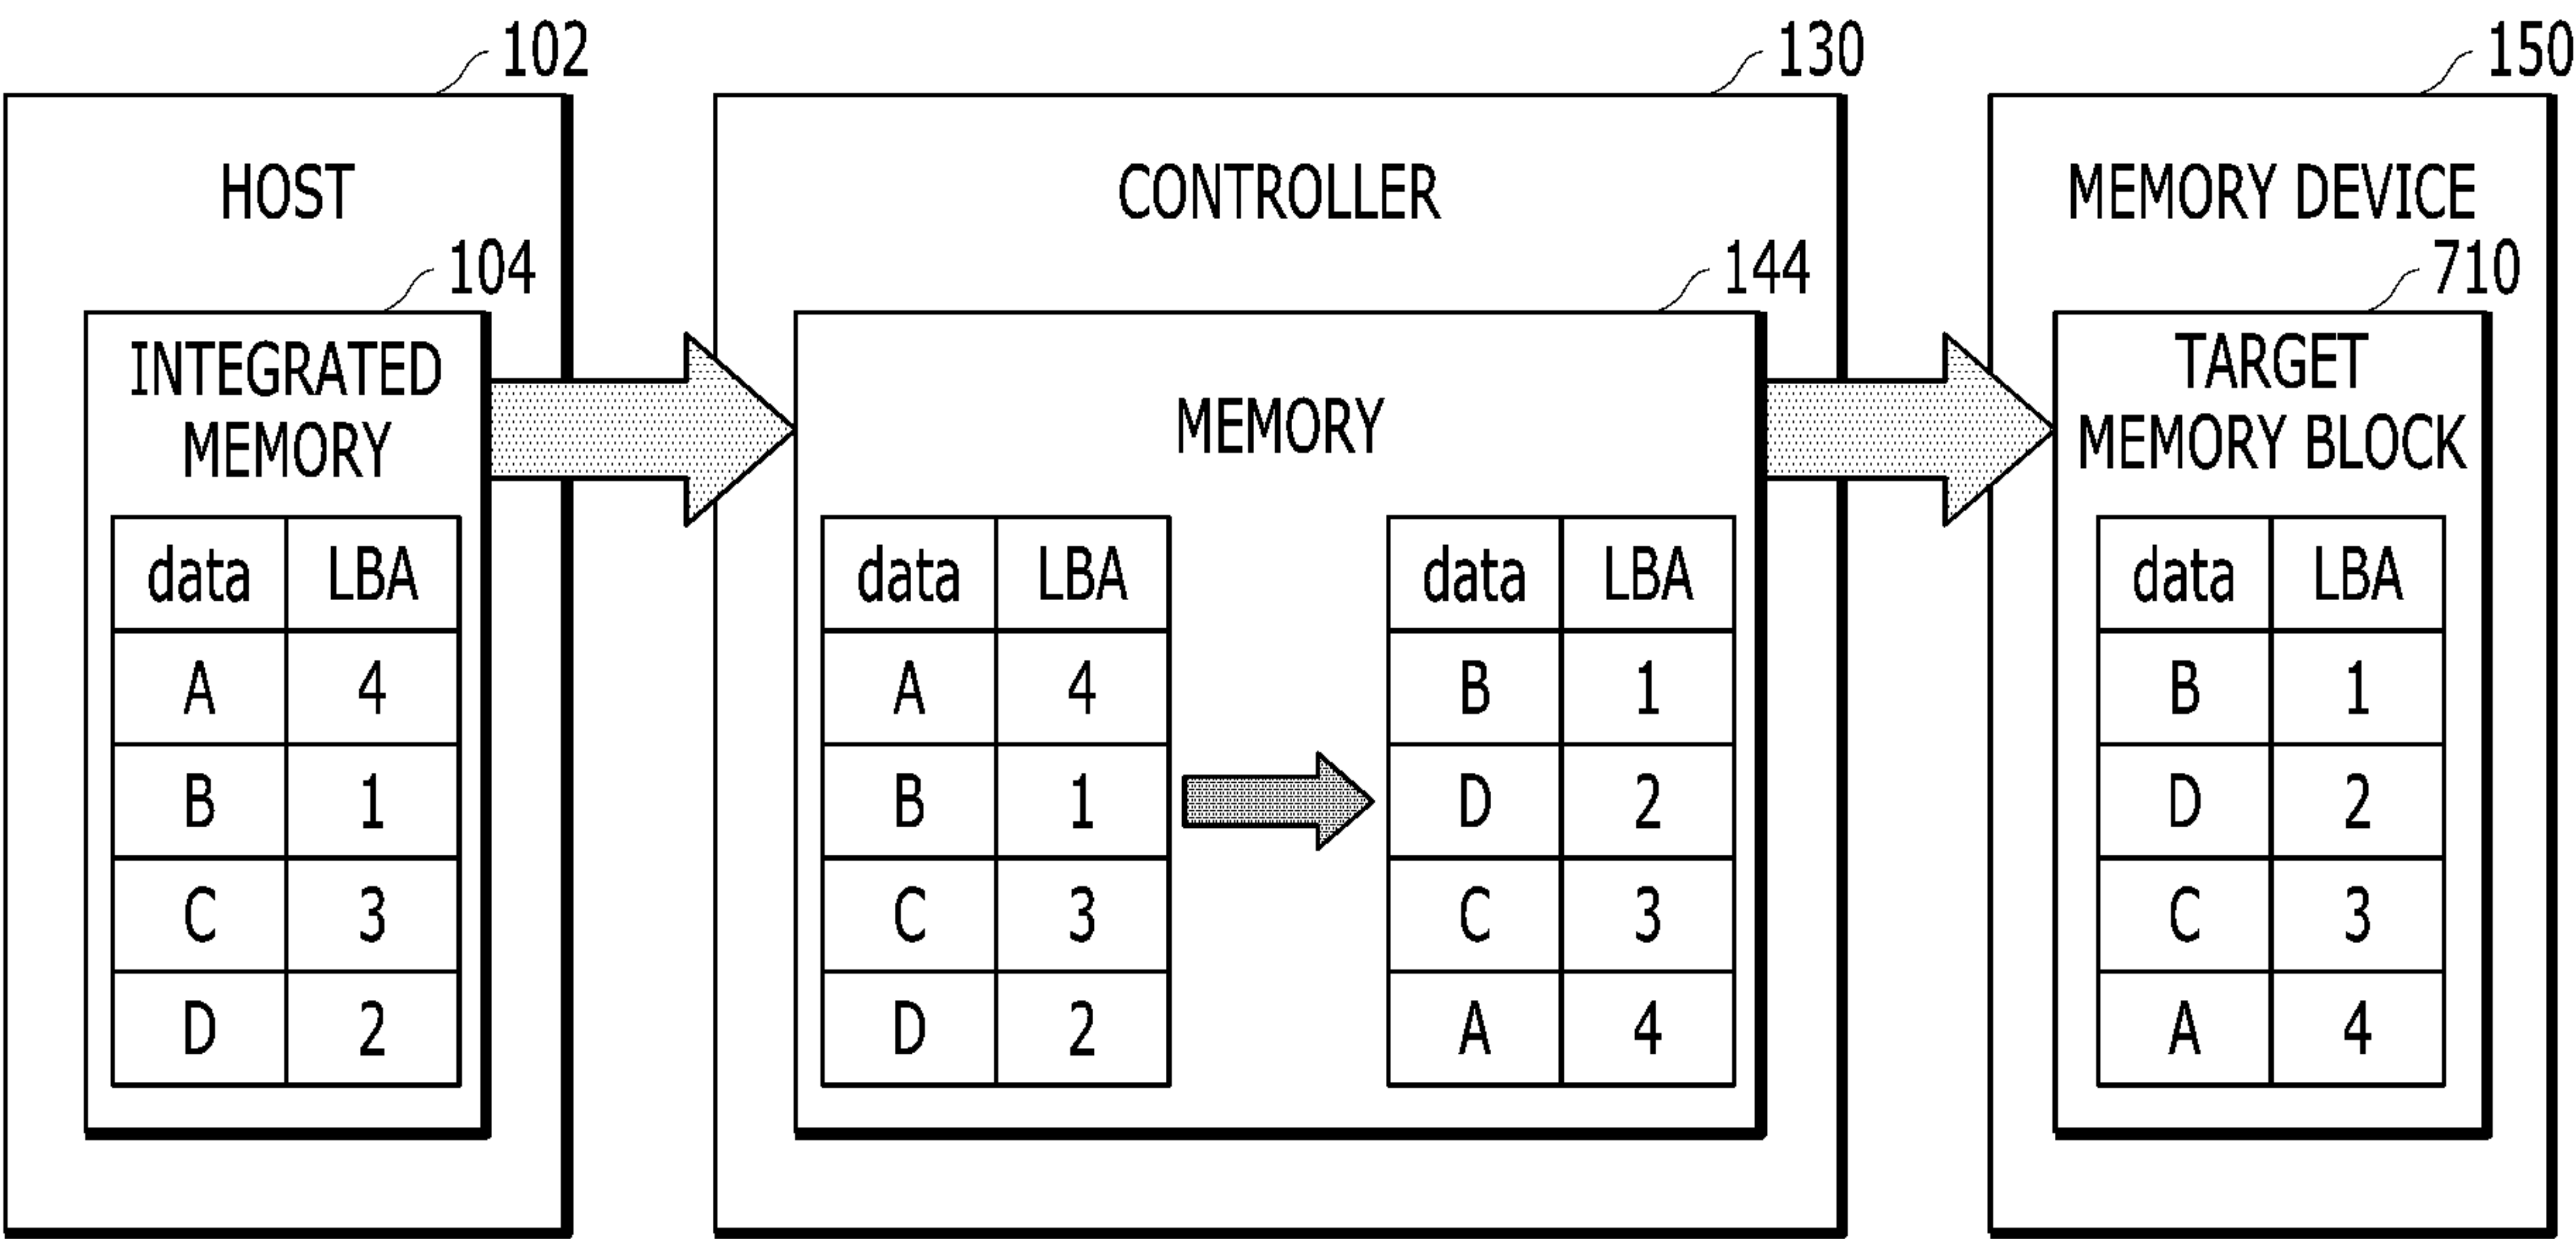 102
130
150
HOST
CONTROLLER
MEMORY DEVICE
104
144
710
INTEGRATED
MEMORY
MEMORY
TARGET
MEMORY BLOCK
data LBA
A 4
B 1
C 3
D 2
data LBA
A 4
B 1
C 3
D 2
data LBA
B 1
D 2
C 3
A 4
data LBA
B 1
D 2
C 3
A 4